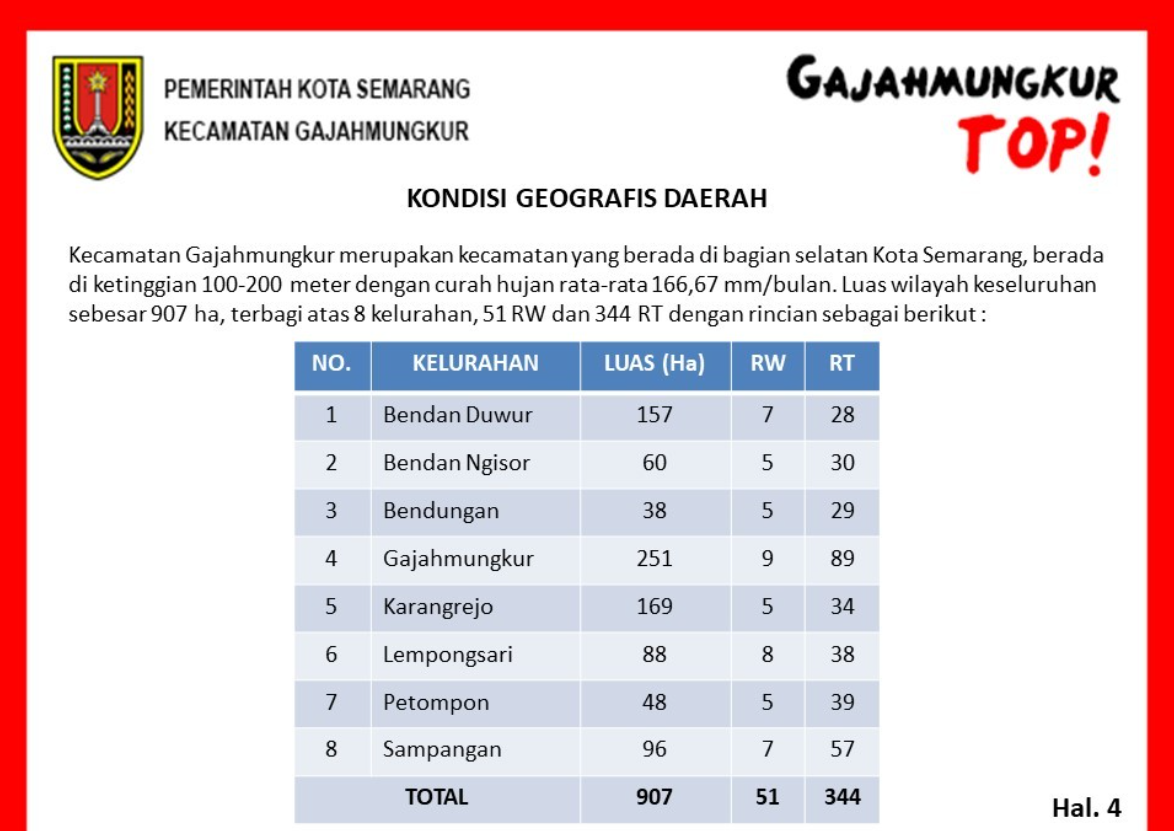 PEMERINTAH KOTA SEMARANG
KECAMATAN GAJAHMUNGKUR
GAJAHMUNGKUR
TOP!
KONDISI GEOGRAFIS DAERAH
Kecamatan Gajahmungkur merupakan kecamatan yang berada di bagian selatan Kota Semarang, berada
di ketinggian 100-200 meter dengan curah hujan rata-rata 166,67 mm/bulan. Luas wilayah keseluruhan
sebesar 907 ha, terbagi atas 8 kelurahan, 51 RW dan 344 RT dengan rincian sebagai berikut :
NO. KELURAHAN LUAS (Ha) RW RT
1 Bendan Duwur 157 7 28
2 Bendan Ngisor 60 5 30
3 Bendungan 38 5 29
4 Gajahmungkur 251 9 89
5 Karangrejo 169 5 34
6 Lempongsari 88 8 38
7 Petompon 48 5 39
8 Sampangan 96 7 57
TOTAL 907 51 344
Hal. 4